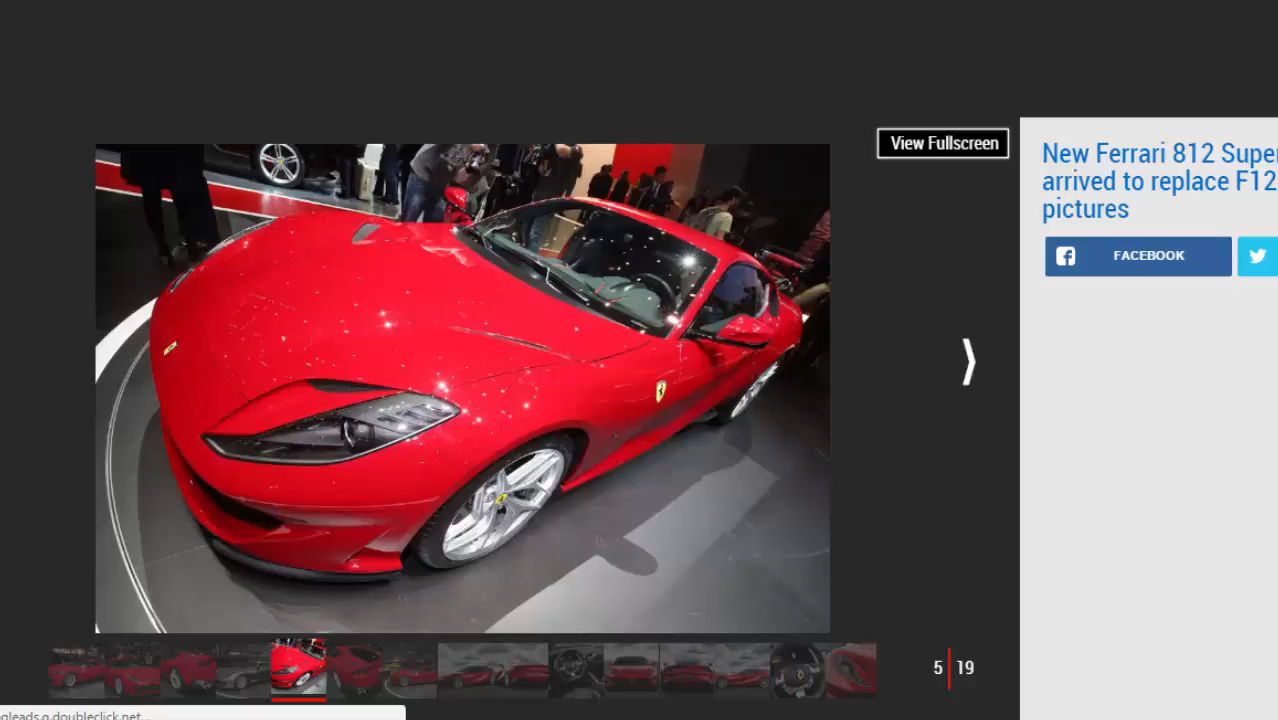 View Fullscreen
New Ferrari 812 Super
arrived to replace F12
pictures
FACEBOOK
5 19
gleads.g.doubleclick.net...